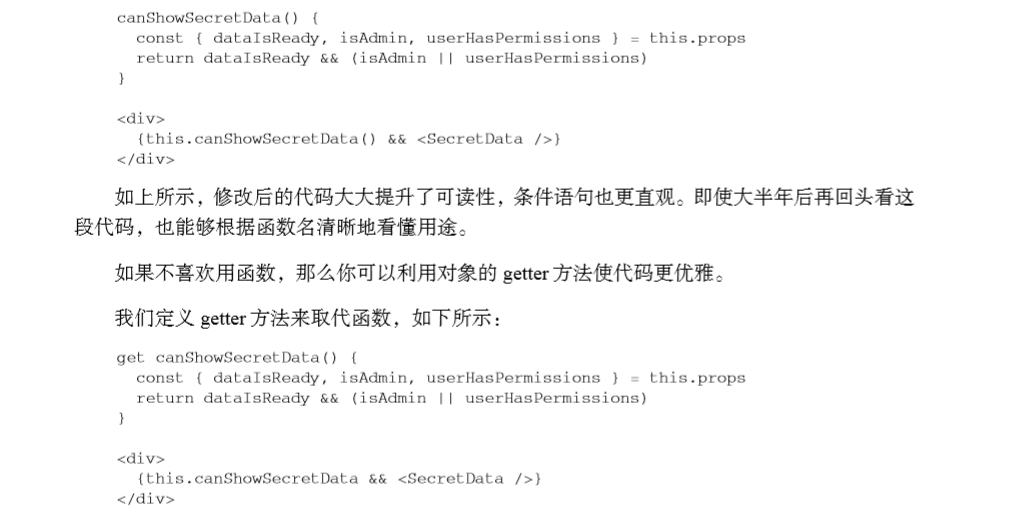 canShowSecretData() {
  const { dataIsReady, isAdmin, userHasPermissions } = this.props
  return dataIsReady && (isAdmin || userHasPermissions)
}

<div>
  {this.canShowSecretData() && <SecretData />}
</div>
如上所示，修改后的代码大大提升了可读性，条件语句也更直观。即使大半年后再回头看这
段代码，也能够根据函数名清晰地看懂用途。
如果不喜欢用函数，那么你可以利用对象的 getter 方法使代码更优雅。
我们定义 getter 方法来取代函数，如下所示：
get canShowSecretData() {
  const { dataIsReady, isAdmin, userHasPermissions } = this.props
  return dataIsReady && (isAdmin || userHasPermissions)
}

<div>
  {this.canShowSecretData && <SecretData />}
</div>